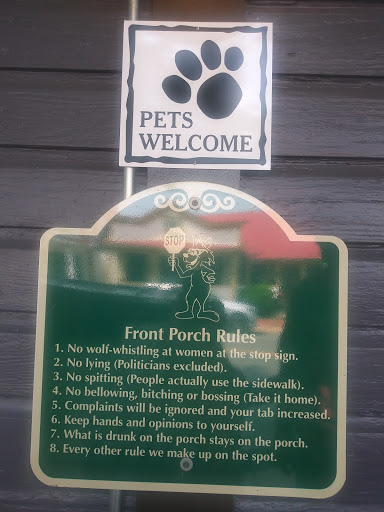 PETS
WELCOME
STOP
Front Porch Rules
1. No wolf-whistling at women at the stop sign.
2. No lying (Politicians excluded).
3. No spitting (People actually use the sidewalk).
4. No bellowing, bitching or bossing (Take it home).
5. Complaints will be ignored and your tab increased.
6. Keep hands and opinions to yourself.
7. What is drunk on the porch stays on the porch.
8. Every other rule we make up on the spot.